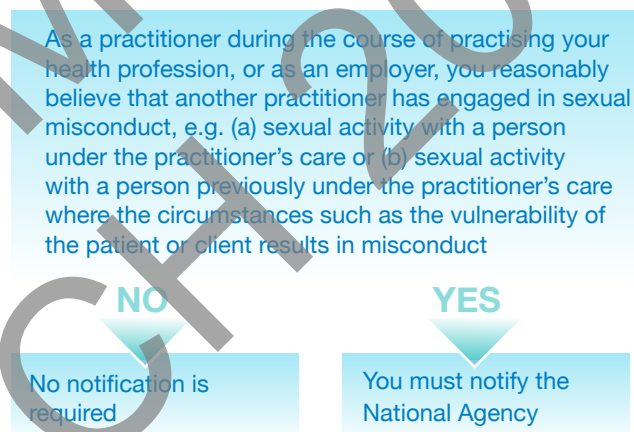 As a practitioner during the course of practising your
health profession, or as an employer, you reasonably
believe that another practitioner has engaged in sexual
misconduct, e.g. (a) sexual activity with a person
under the practitioner's care or (b) sexual activity
with a person previously under the practitioner's care
where the circumstances such as the vulnerability of
the patient or client results in misconduct
NO
YES
No notification is
required
You must notify the
National Agency